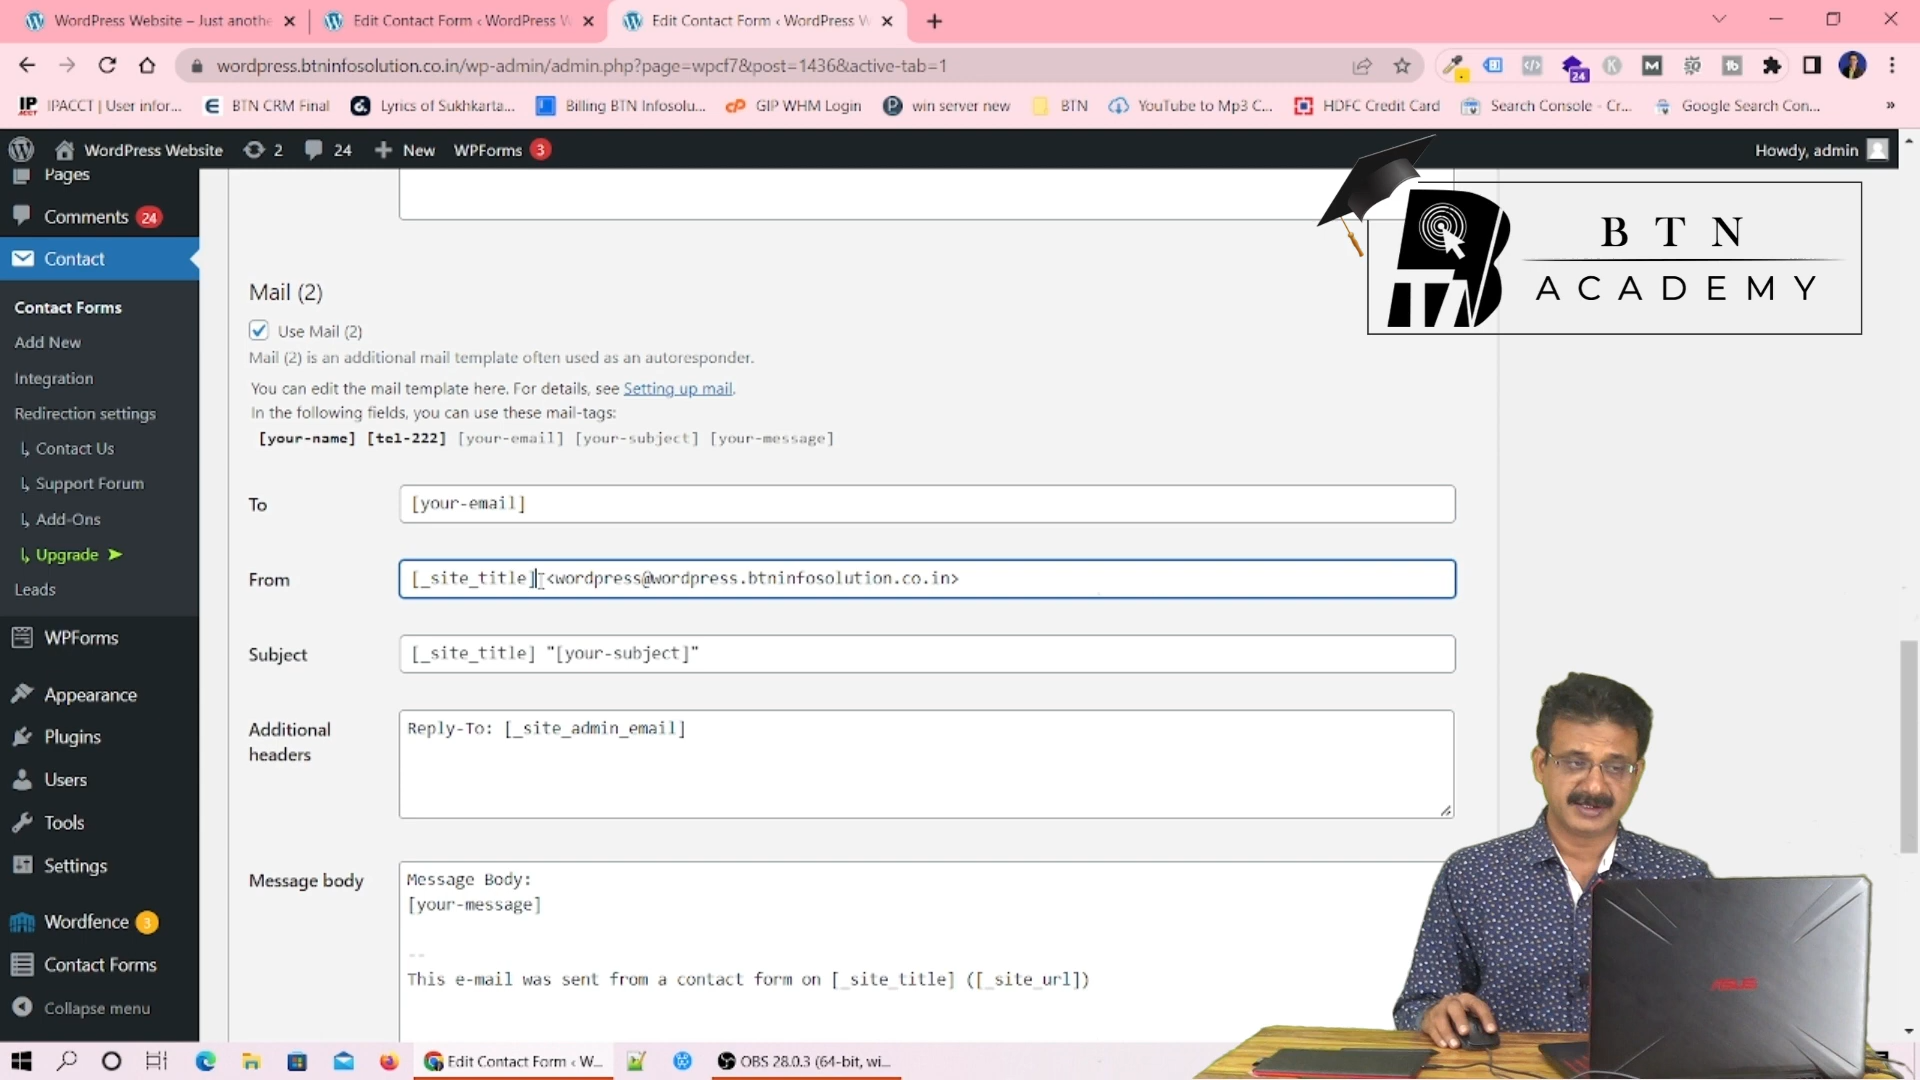 WordPress Website – Just anothe
Edit Contact Form ‹ WordPress W
Edit Contact Form ‹ WordPress W
wordpress.btninfosolution.co.in/wp-admin/admin.php?page=wpcf7&post=1436&active-tab=1
24
IPACCT | User infor...
BTN CRM Final
Lyrics of Sukhkarta...
Billing BTN Infosolu...
GIP WHM Login
win server new
BTN
YouTube to Mp3 C...
HDFC Credit Card
Search Console - Cr...
Google Search Con...
»
WordPress Website
2
24
New
WPForms 3
Howdy, admin
Pages
Comments 24
Contact
Contact Forms
Add New
Integration
Redirection settings
Contact Us
Support Forum
Add-Ons
Upgrade ➤
Leads
WPForms
Appearance
Plugins
Users
Tools
Settings
Wordfence 3
Contact Forms
Collapse menu
BTN
ACADEMY
Mail (2)
Use Mail (2)
Mail (2) is an additional mail template often used as an autoresponder.
You can edit the mail template here. For details, see Setting up mail.
In the following fields, you can use these mail-tags:
[your-name] [tel-222] [your-email] [your-subject] [your-message]
To
[your-email]
From
[_site_title] <wordpress@wordpress.btninfosolution.co.in>
Subject
[_site_title] "[your-subject]"
Additional headers
Reply-To: [_site_admin_email]
Message body
Message Body:
[your-message]
--
This e-mail was sent from a contact form on [_site_title] ([_site_url])
ASUS
Edit Contact Form ‹ W...
OBS 28.0.3 (64-bit, wi...